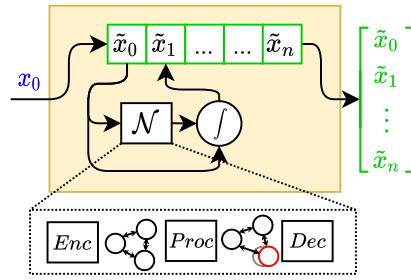 x₀ x̃₀ x̃₁ ... ... x̃ₙ
x̃₀
x̃₁
⋮
x̃ₙ
𝒩 ∫
Enc Proc Dec